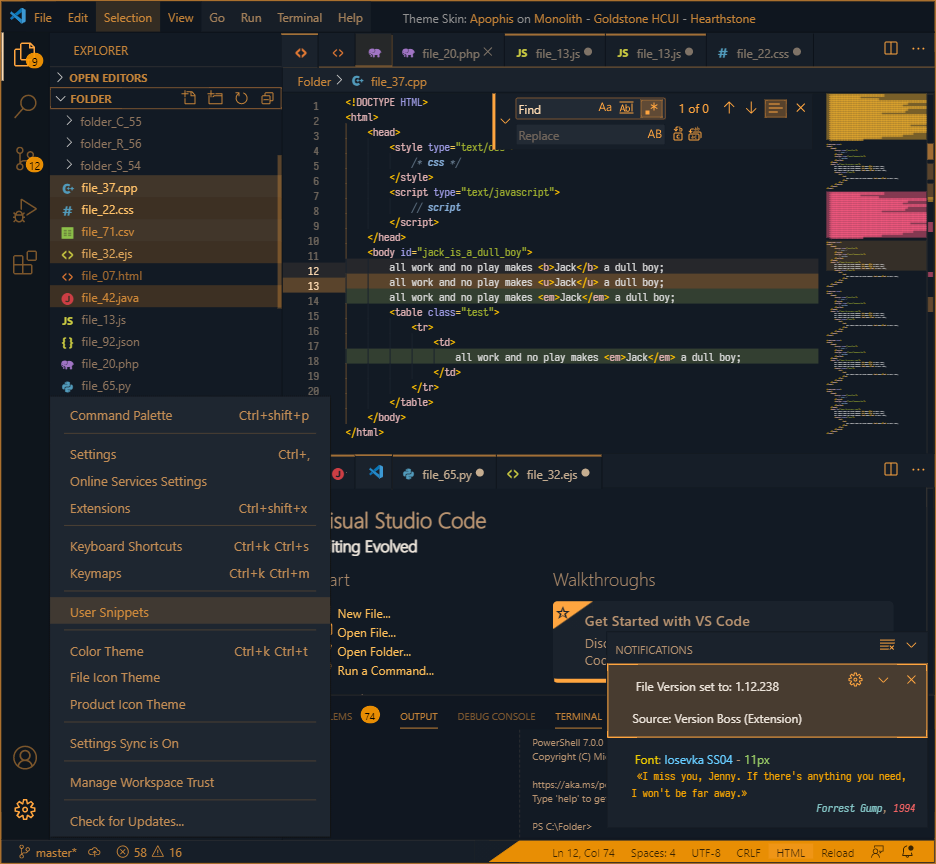 File Edit Selection View Go Run Terminal Help Theme Skin: Apophis on Monolith - Goldstone HCUI - Hearthstone
EXPLORER
file_20.php file_13.js file_13.js file_22.css
9
OPEN EDITORS
FOLDER
Folder > file_37.cpp
folder_C_55
folder_R_56
folder_S_54
12
file_37.cpp
file_22.css
file_71.csv
file_32.ejs
file_07.html
file_42.java
file_13.js
file_92.json
file_20.php
file_65.py
Find Aa Abl .* 1 of 0
Replace AB
1 <!DOCTYPE HTML>
2 <html>
3 <head>
4 <style type="text/
5 /* css */
6 </style>
7 <script type="text/javascript">
8 // script
9 </script>
10 </head>
11 <body id="jack_is_a_dull_boy">
12 all work and no play makes <b>Jack</b> a dull boy;
13 all work and no play makes <u>Jack</u> a dull boy;
14 all work and no play makes <em>Jack</em> a dull boy;
15 <table class="test">
16 <tr>
17 <td>
18 all work and no play makes <em>Jack</em> a dull boy;
19 </td>
20 </tr>
</table>
</body>
</html>
Command Palette Ctrl+shift+p
Settings Ctrl+,
Online Services Settings
Extensions Ctrl+shift+x
Keyboard Shortcuts Ctrl+k Ctrl+s
Keymaps Ctrl+k Ctrl+m
User Snippets
Color Theme Ctrl+k Ctrl+t
File Icon Theme
Product Icon Theme
Settings Sync is On
Manage Workspace Trust
Check for Updates...
file_65.py file_32.ejs
isual Studio Code
iting Evolved
art
New File...
Open File...
Open Folder...
Run a Command...
Walkthroughs
Get Started with VS Code
Disc
Coc
NOTIFICATIONS
File Version set to: 1.12.238
Source: Version Boss (Extension)
LEMS 74 OUTPUT DEBUG CONSOLE TERMINAL
PowerShell 7.0.0
Copyright (C) Mi
https://aka.ms/p
Type 'help' to ge
PS C:\Folder>
Font: Iosevka SS04 - 11px
«I miss you, Jenny. If there's anything you need,
I won't be far away.»
Forrest Gump, 1994
master* 58 16 Ln 12, Col 74 Spaces: 4 UTF-8 CRLF HTML Reload